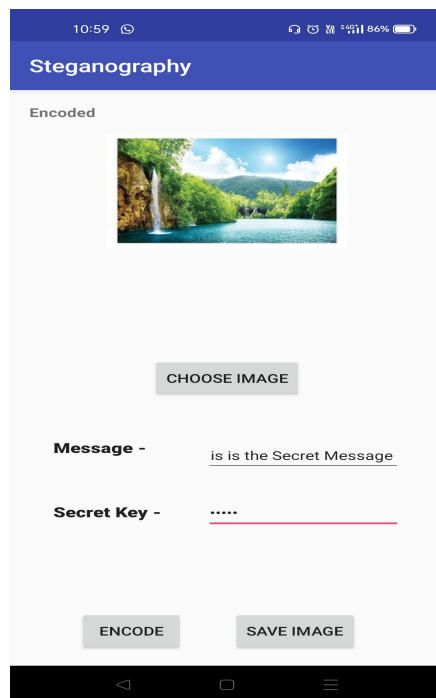 10:59 86%
Steganography
Encoded
CHOOSE IMAGE
Message - is is the Secret Message
Secret Key - •••••
ENCODE SAVE IMAGE